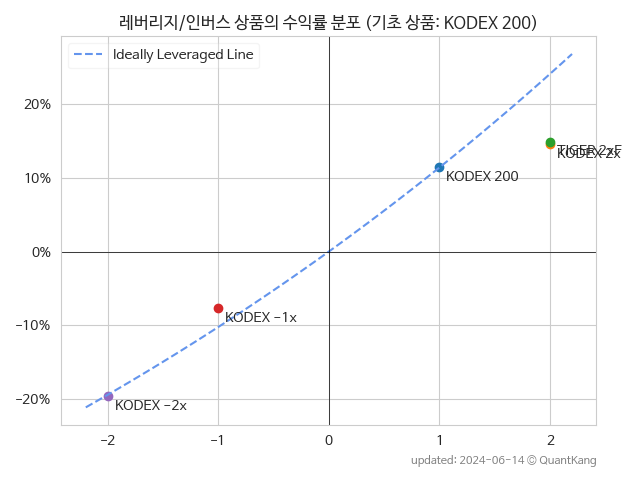 레버리지/인버스 상품의 수익률 분포 (기초 상품: KODEX 200)
Ideally Leveraged Line
20%
10%
0%
-10%
-20%
TIGER 2xF
KODEX 2x
KODEX 200
KODEX -1x
KODEX -2x
-2 -1 0 1 2
updated: 2024-06-14 © QuantKang